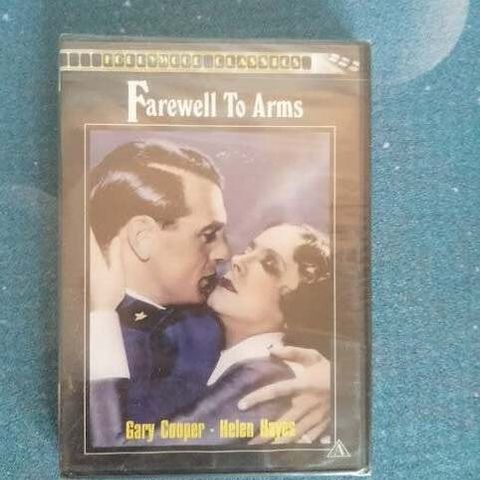 Farewell To Arms
Gary Cooper · Helen Hayes